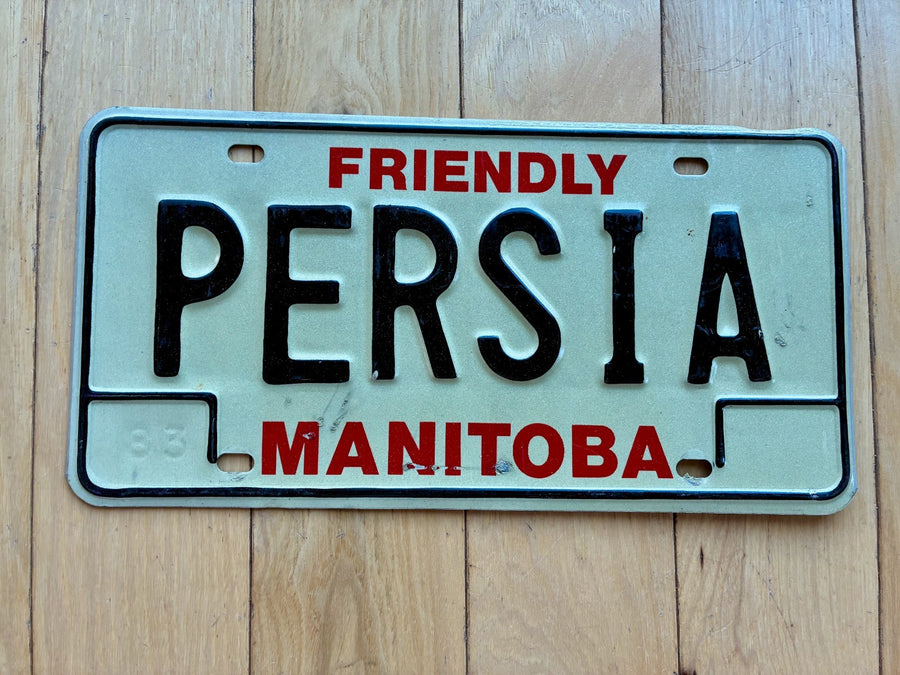 FRIENDLY
PERSIA
83
MANITOBA